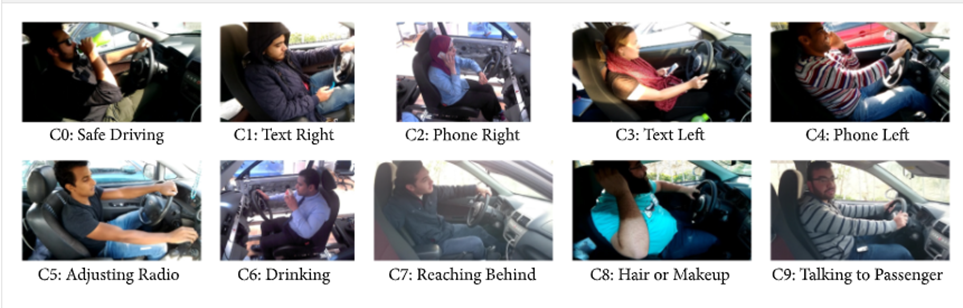 C0: Safe Driving
C1: Text Right
C2: Phone Right
C3: Text Left
C4: Phone Left
C5: Adjusting Radio
C6: Drinking
C7: Reaching Behind
C8: Hair or Makeup
C9: Talking to Passenger